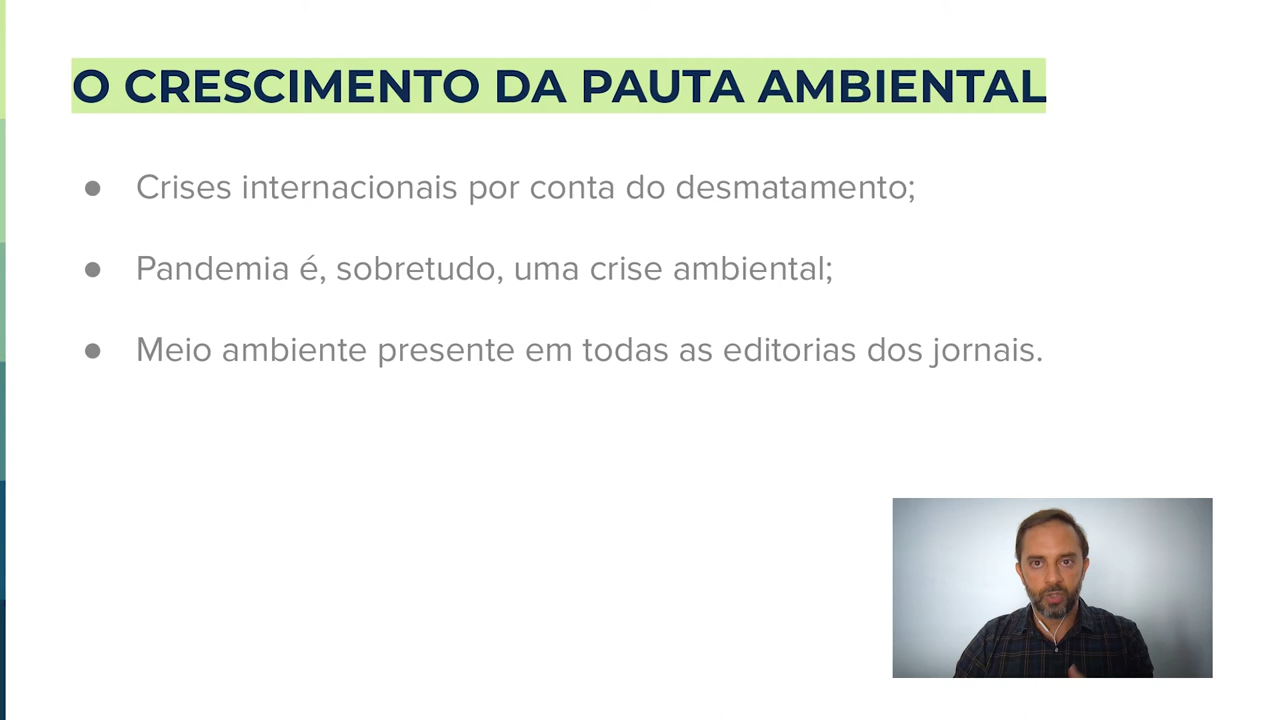 O CRESCIMENTO DA PAUTA AMBIENTAL
● Crises internacionais por conta do desmatamento;
● Pandemia é, sobretudo, uma crise ambiental;
● Meio ambiente presente em todas as editorias dos jornais.